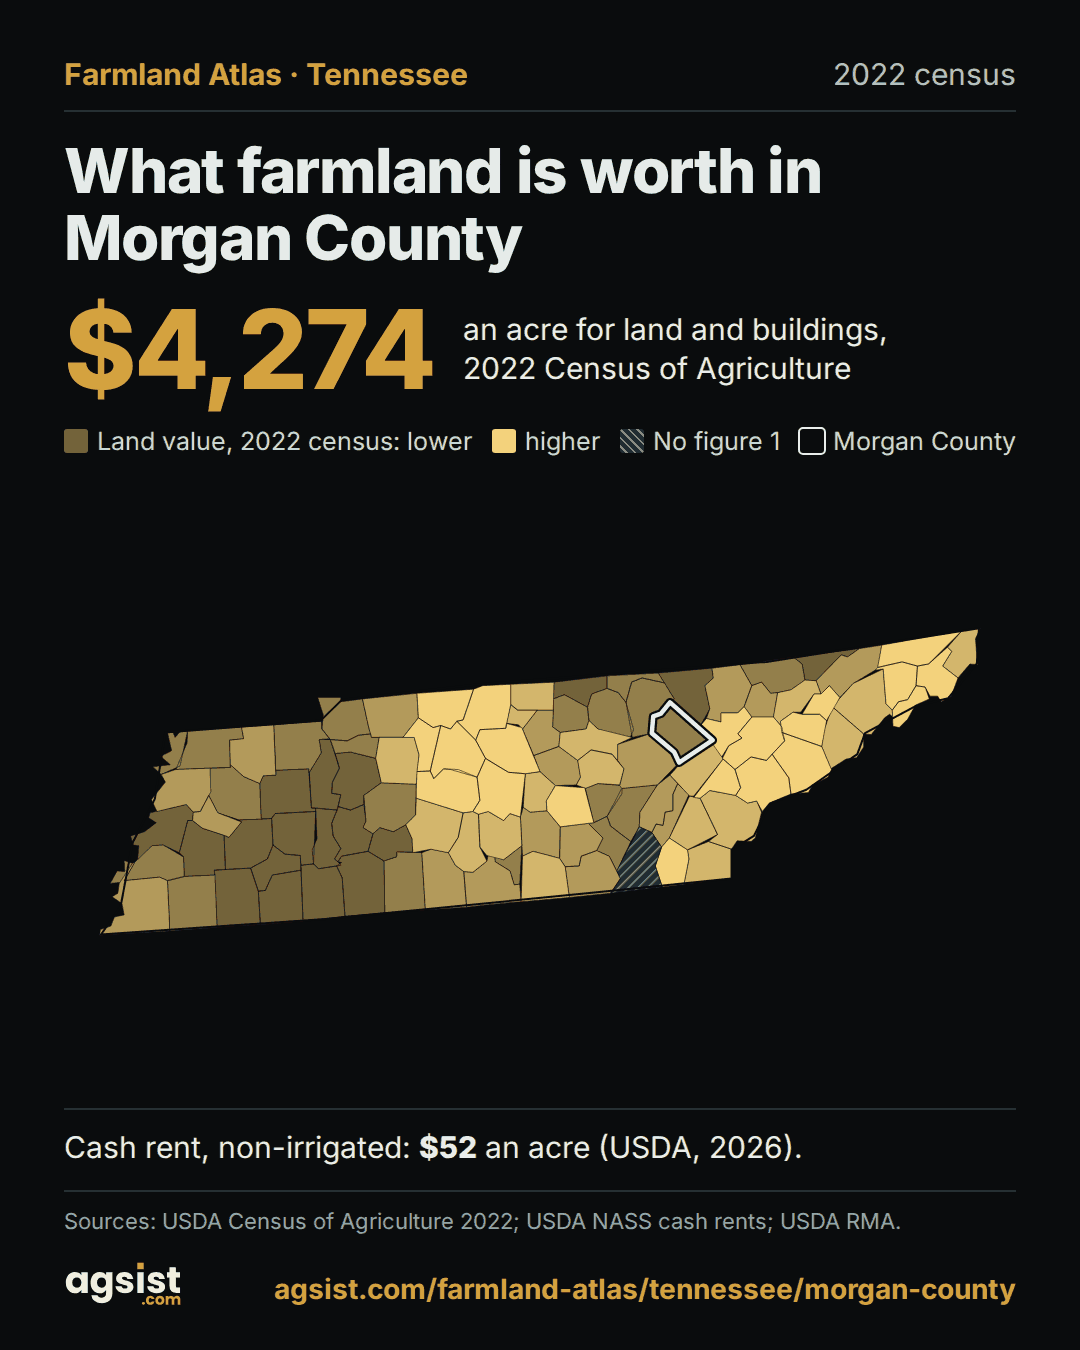 Farmland Atlas · Tennessee
2022 census
What farmland is worth in
Morgan County
$4,274
an acre for land and buildings,
2022 Census of Agriculture
Land value, 2022 census: lower
higher
No figure 1
Morgan County
Cash rent, non-irrigated: $52 an acre (USDA, 2026).
Sources: USDA Census of Agriculture 2022; USDA NASS cash rents; USDA RMA.
agsist
.com
agsist.com/farmland-atlas/tennessee/morgan-county